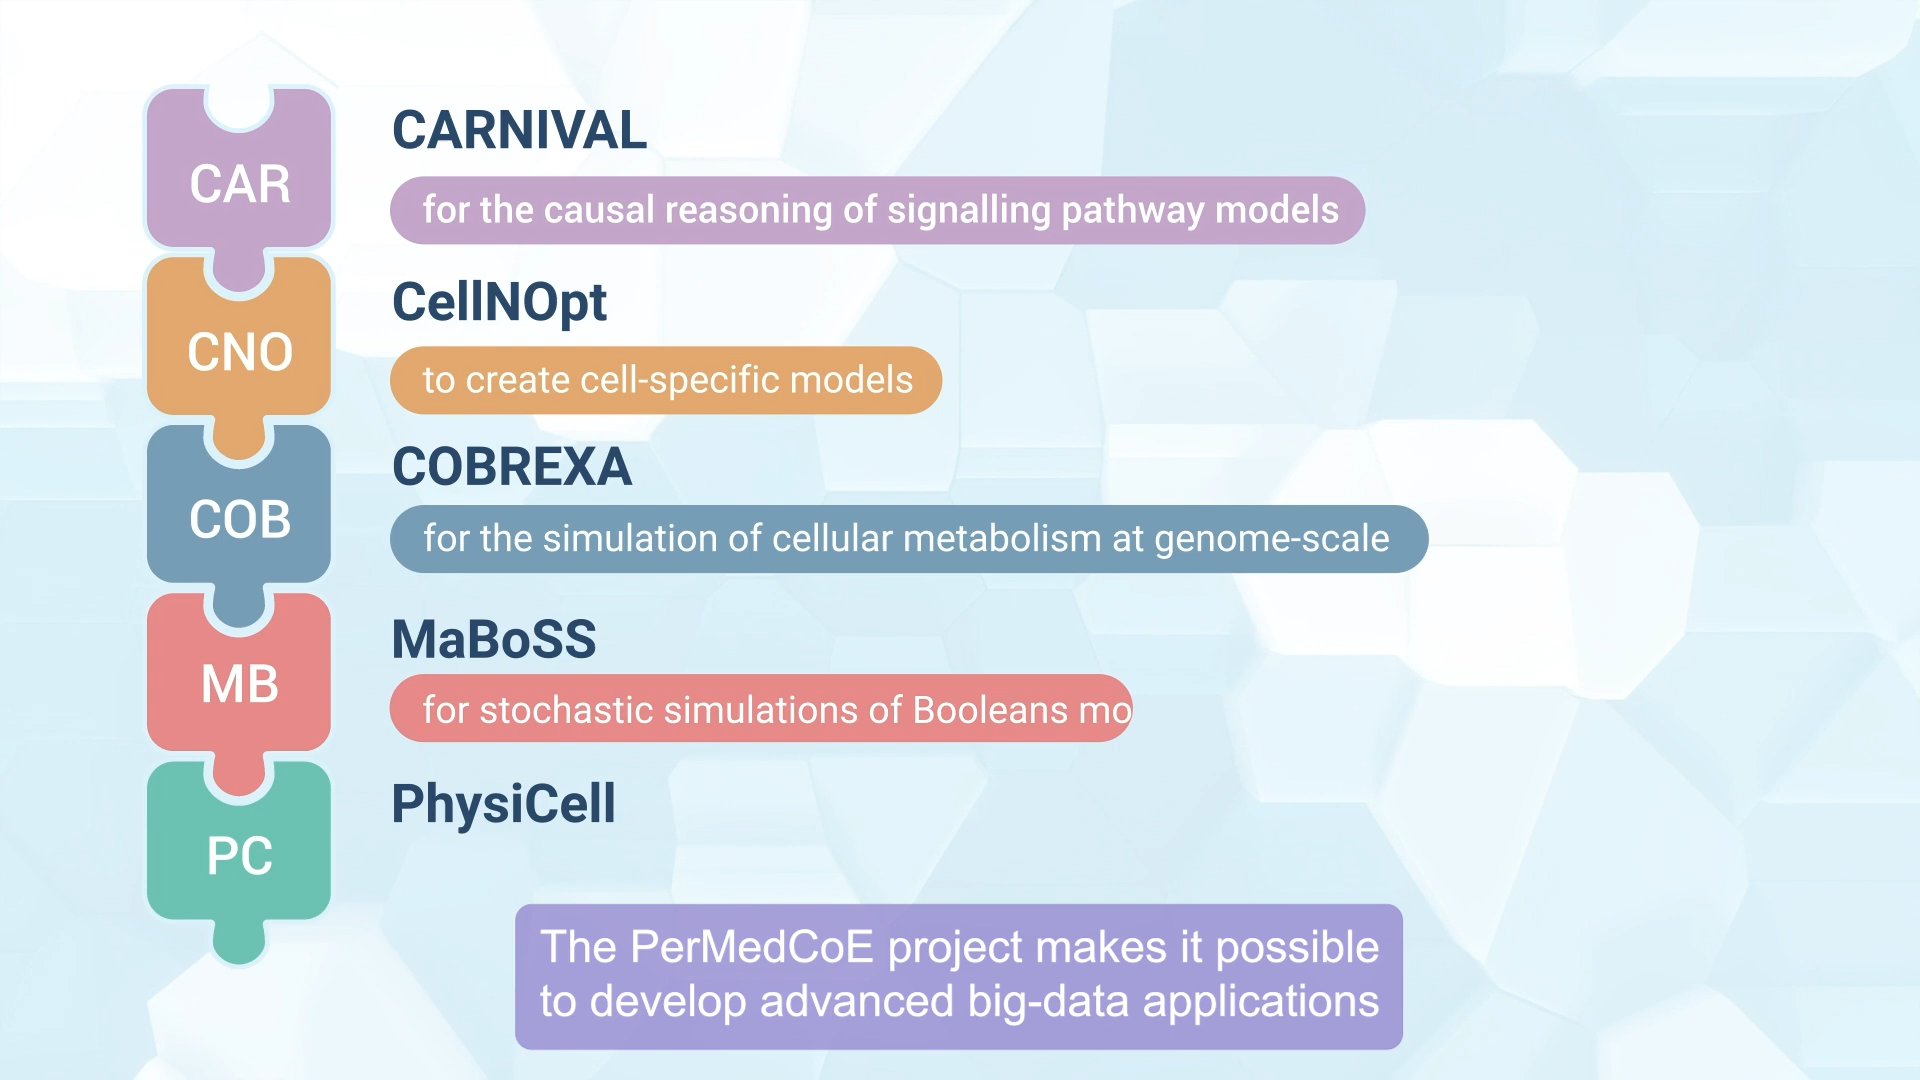 CAR
CARNIVAL
for the causal reasoning of signalling pathway models
CNO
CellNOpt
to create cell-specific models
COB
COBREXA
for the simulation of cellular metabolism at genome-scale
MB
MaBoSS
for stochastic simulations of Booleans mo
PC
PhysiCell
The PerMedCoE project makes it possible
to develop advanced big-data applications